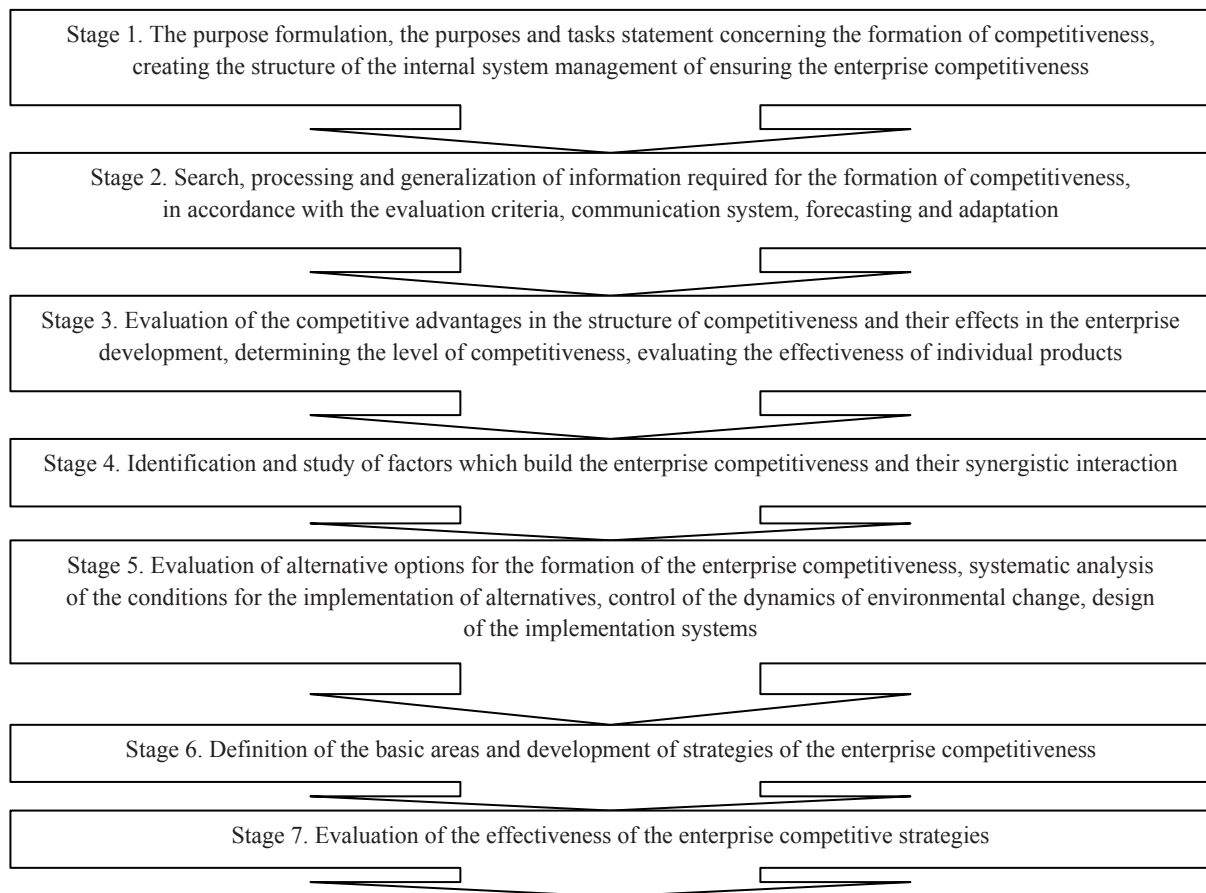 Stage 1. The purpose formulation, the purposes and tasks statement concerning the formation of competitiveness,
creating the structure of the internal system management of ensuring the enterprise competitiveness
Stage 2. Search, processing and generalization of information required for the formation of competitiveness,
in accordance with the evaluation criteria, communication system, forecasting and adaptation
Stage 3. Evaluation of the competitive advantages in the structure of competitiveness and their effects in the enterprise
development, determining the level of competitiveness, evaluating the effectiveness of individual products
Stage 4. Identification and study of factors which build the enterprise competitiveness and their synergistic interaction
Stage 5. Evaluation of alternative options for the formation of the enterprise competitiveness, systematic analysis
of the conditions for the implementation of alternatives, control of the dynamics of environmental change, design
of the implementation systems
Stage 6. Definition of the basic areas and development of strategies of the enterprise competitiveness
Stage 7. Evaluation of the effectiveness of the enterprise competitive strategies